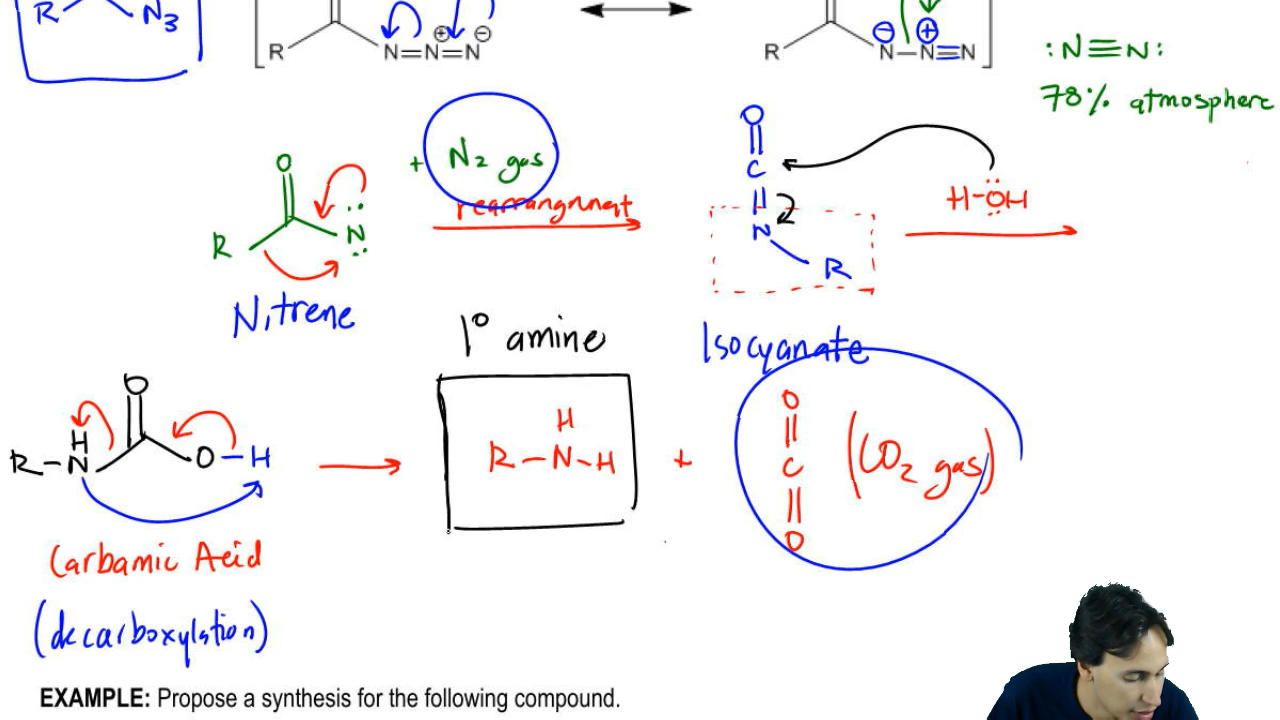 R N₃
R N=N=N ⊕ ⊖
R N–N≡N ⊖ ⊕
:N≡N:
78% atmosphere
O
+ N₂ gas
O
C
rearrangnnat
H-OH
R N
N
R
Nitrene
1° amine
Isocyanate
O
O
H
H
R-N-H
+
C
(CO₂ gas)
R-N O-H
O
Carbamic Acid
(decarboxylation)
EXAMPLE: Propose a synthesis for the following compound.